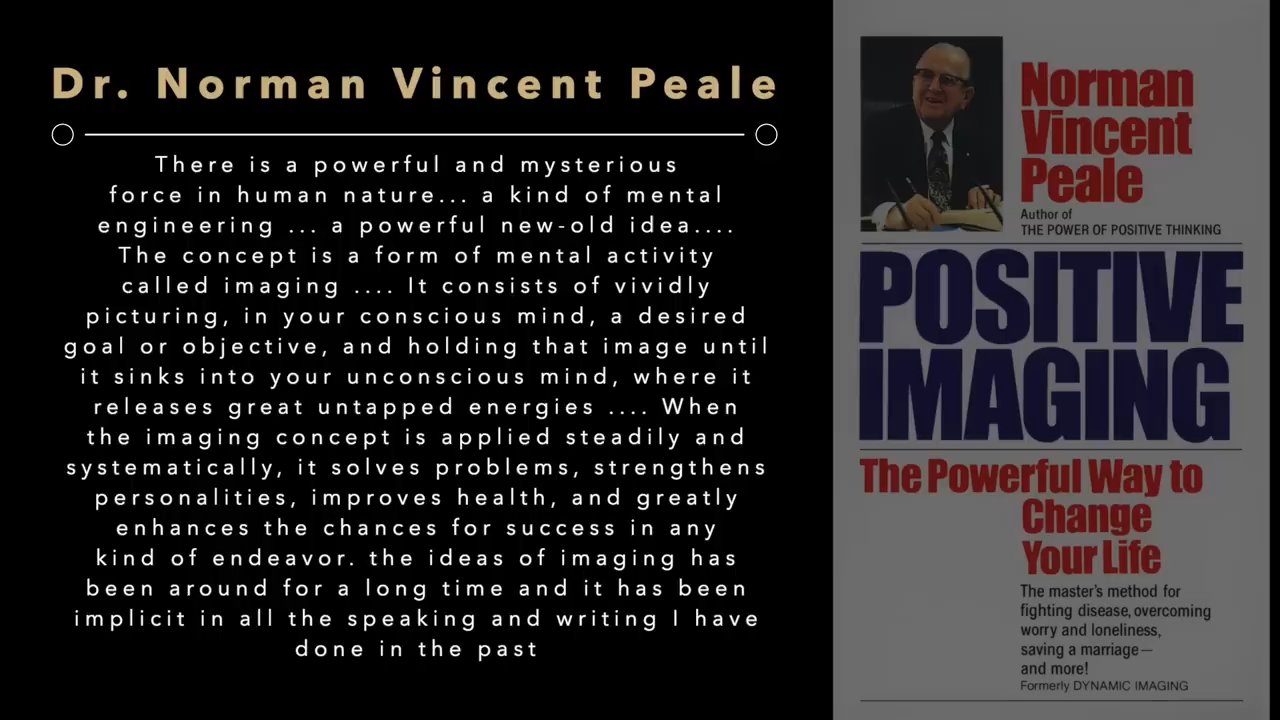 Dr. Norman Vincent Peale
There is a powerful and mysterious
force in human nature... a kind of mental
engineering ... a powerful new-old idea....
The concept is a form of mental activity
called imaging .... It consists of vividly
picturing, in your conscious mind, a desired
goal or objective, and holding that image until
it sinks into your unconscious mind, where it
releases great untapped energies .... When
the imaging concept is applied steadily and
systematically, it solves problems, strengthens
personalities, improves health, and greatly
enhances the chances for success in any
kind of endeavor. the ideas of imaging has
been around for a long time and it has been
implicit in all the speaking and writing I have
done in the past
Norman
Vincent
Peale
Author of
THE POWER OF POSITIVE THINKING
POSITIVE
IMAGING
The Powerful Way to
Change
Your Life
The master's method for
fighting disease, overcoming
worry and loneliness,
saving a marriage—
and more!
Formerly DYNAMIC IMAGING